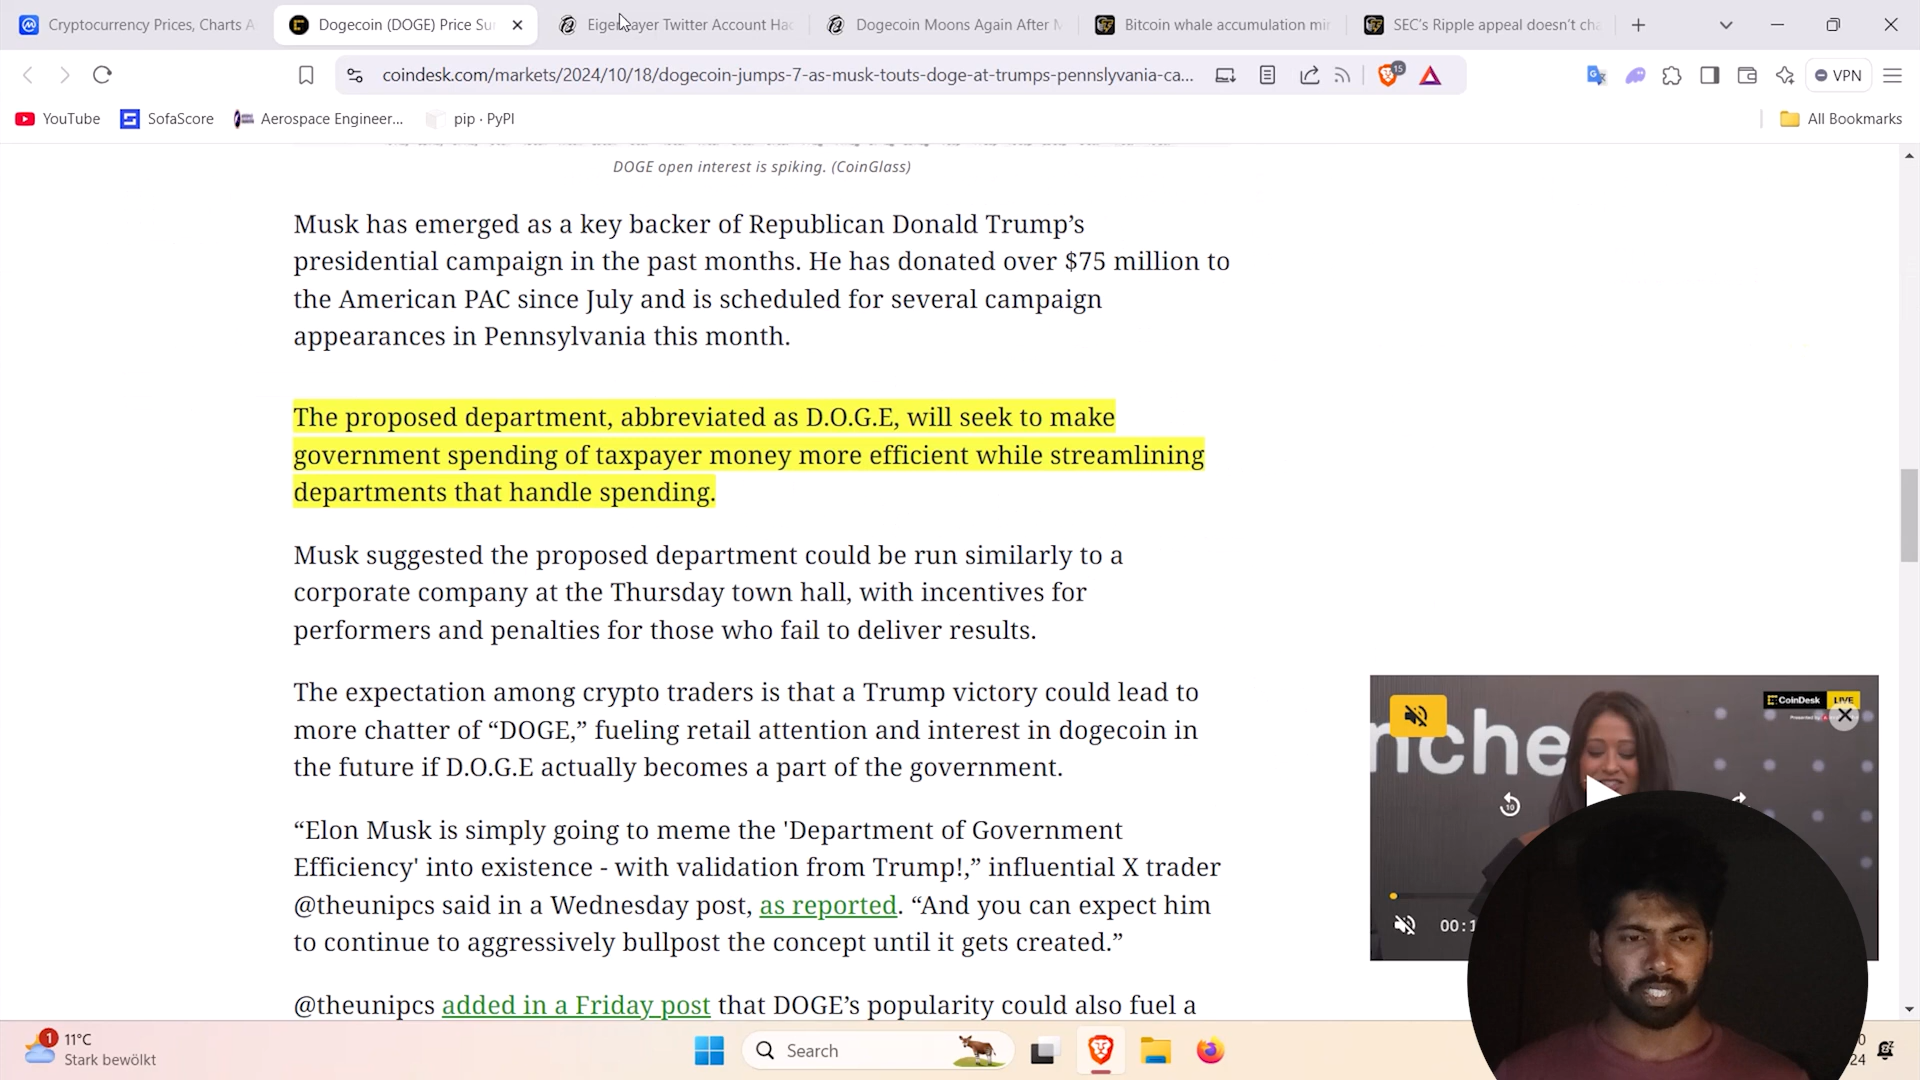 Cryptocurrency Prices, Charts A
Dogecoin (DOGE) Price Su
EigenLayer Twitter Account Hac
Dogecoin Moons Again After M
Bitcoin whale accumulation mir
SEC's Ripple appeal doesn't cha
coindesk.com/markets/2024/10/18/dogecoin-jumps-7-as-musk-touts-doge-at-trumps-pennslyvania-ca...
15
VPN
YouTube
SofaScore
Aerospace Engineer...
pip · PyPI
All Bookmarks
DOGE open interest is spiking. (CoinGlass)
Musk has emerged as a key backer of Republican Donald Trump’s
presidential campaign in the past months. He has donated over $75 million to
the American PAC since July and is scheduled for several campaign
appearances in Pennsylvania this month.
The proposed department, abbreviated as D.O.G.E, will seek to make
government spending of taxpayer money more efficient while streamlining
departments that handle spending.
Musk suggested the proposed department could be run similarly to a
corporate company at the Thursday town hall, with incentives for
performers and penalties for those who fail to deliver results.
The expectation among crypto traders is that a Trump victory could lead to
more chatter of “DOGE,” fueling retail attention and interest in dogecoin in
the future if D.O.G.E actually becomes a part of the government.
“Elon Musk is simply going to meme the 'Department of Government
Efficiency' into existence - with validation from Trump!,” influential X trader
@theunipcs said in a Wednesday post, as reported. “And you can expect him
to continue to aggressively bullpost the concept until it gets created.”
@theunipcs added in a Friday post that DOGE’s popularity could also fuel a
CoinDesk LIVE
nche
10
00:1
1
11°C
Stark bewölkt
Search
0
24